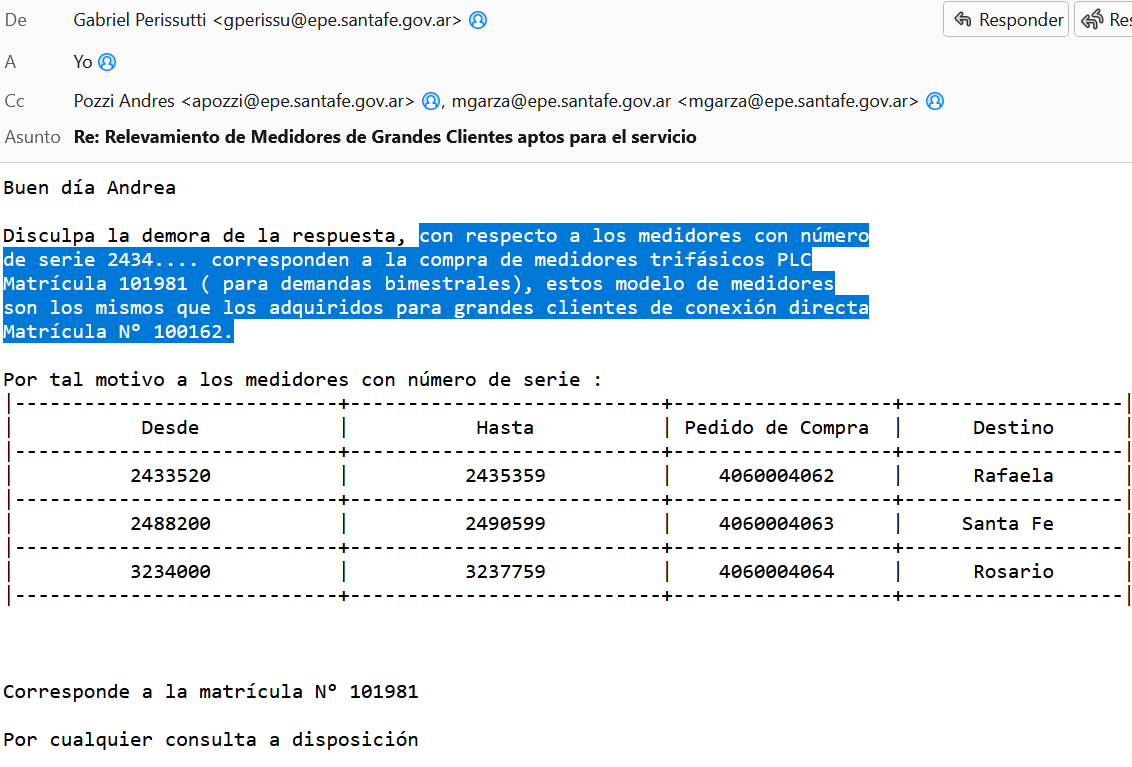 De Gabriel Perissutti <gperissu@epe.santafe.gov.ar> Responder
A Yo
Cc Pozzi Andres <apozzi@epe.santafe.gov.ar>, mgarza@epe.santafe.gov.ar <mgarza@epe.santafe.gov.ar>
Asunto Re: Relevamiento de Medidores de Grandes Clientes aptos para el servicio
Buen día Andrea
Disculpa la demora de la respuesta, con respecto a los medidores con número
de serie 2434.... corresponden a la compra de medidores trifásicos PLC
Matrícula 101981 ( para demandas bimestrales), estos modelo de medidores
son los mismos que los adquiridos para grandes clientes de conexión directa
Matrícula N° 100162.
Por tal motivo a los medidores con número de serie :
|----------------------------+---------------------------+-------------------+-------------------|
| Desde | Hasta | Pedido de Compra | Destino |
|----------------------------+---------------------------+-------------------+-------------------|
| 2433520 | 2435359 | 4060004062 | Rafaela |
|----------------------------+---------------------------+-------------------+-------------------|
| 2488200 | 2490599 | 4060004063 | Santa Fe |
|----------------------------+---------------------------+-------------------+-------------------|
| 3234000 | 3237759 | 4060004064 | Rosario |
|----------------------------+---------------------------+-------------------+-------------------|
Corresponde a la matrícula N° 101981
Por cualquier consulta a disposición